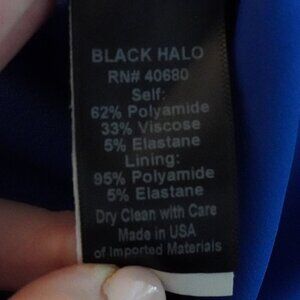 BLACK HALO
RN# 40680
Self:
62% Polyamide
33% Viscose
5% Elastane
Lining:
95% Polyamide
5% Elastane
Dry Clean with Care
Made in USA
of Imported Materials